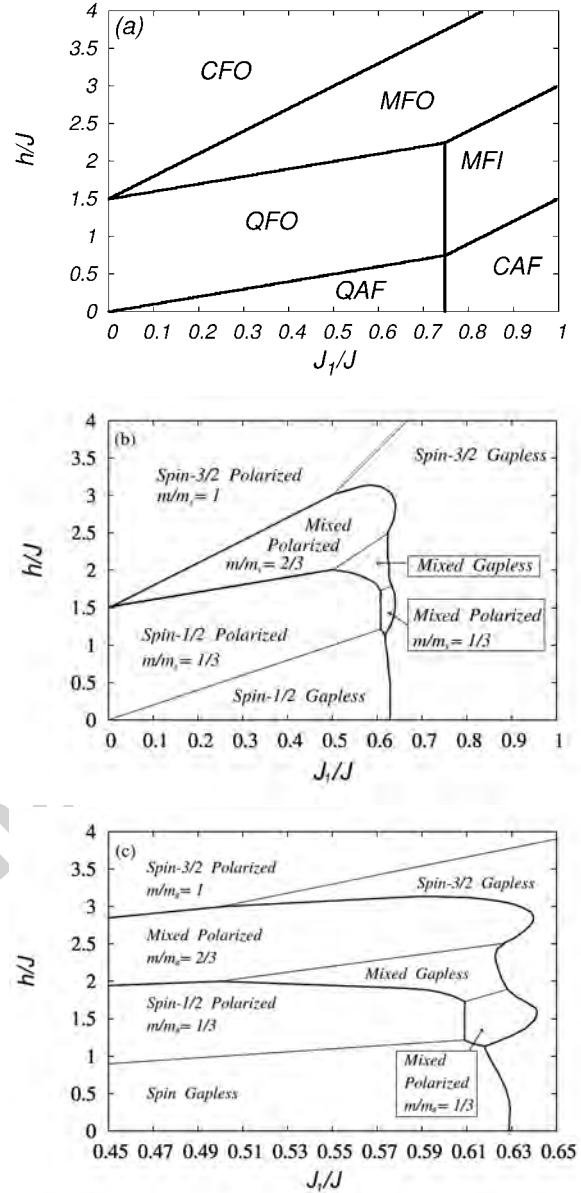 (a)
4
3.5
3
2.5
2
1.5
1
0.5
0
h/J
CFO
MFO
MFI
QFO
CAF
QAF
0 0.1 0.2 0.3 0.4 0.5 0.6 0.7 0.8 0.9 1
J1/J
(b)
4
3.5
3
2.5
2
1.5
1
0.5
0
h/J
Spin-3/2 Polarized
m/ms= 1
Spin-3/2 Gapless
Mixed
Polarized
m/ms= 2/3
Mixed Gapless
Mixed Polarized
m/ms= 1/3
Spin-1/2 Polarized
m/ms= 1/3
Spin-1/2 Gapless
0 0.1 0.2 0.3 0.4 0.5 0.6 0.7 0.8 0.9 1
J1/J
(c)
4
3.5
3
2.5
2
1.5
1
0.5
0
h/J
Spin-3/2 Polarized
m/ms= 1
Spin-3/2 Gapless
Mixed Polarized
m/ms= 2/3
Mixed Gapless
Spin-1/2 Polarized
m/ms= 1/3
Mixed
Polarized
m/ms= 1/3
Spin Gapless
0.45 0.47 0.49 0.51 0.53 0.55 0.57 0.59 0.61 0.63 0.65
J1/J